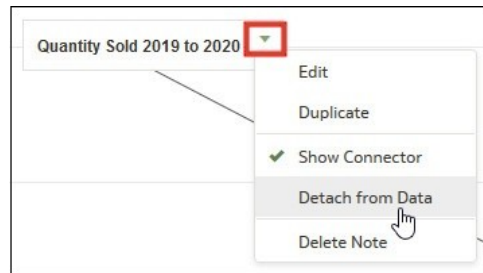 Quantity Sold 2019 to 2020
Edit
Duplicate
Show Connector
Detach from Data
Delete Note